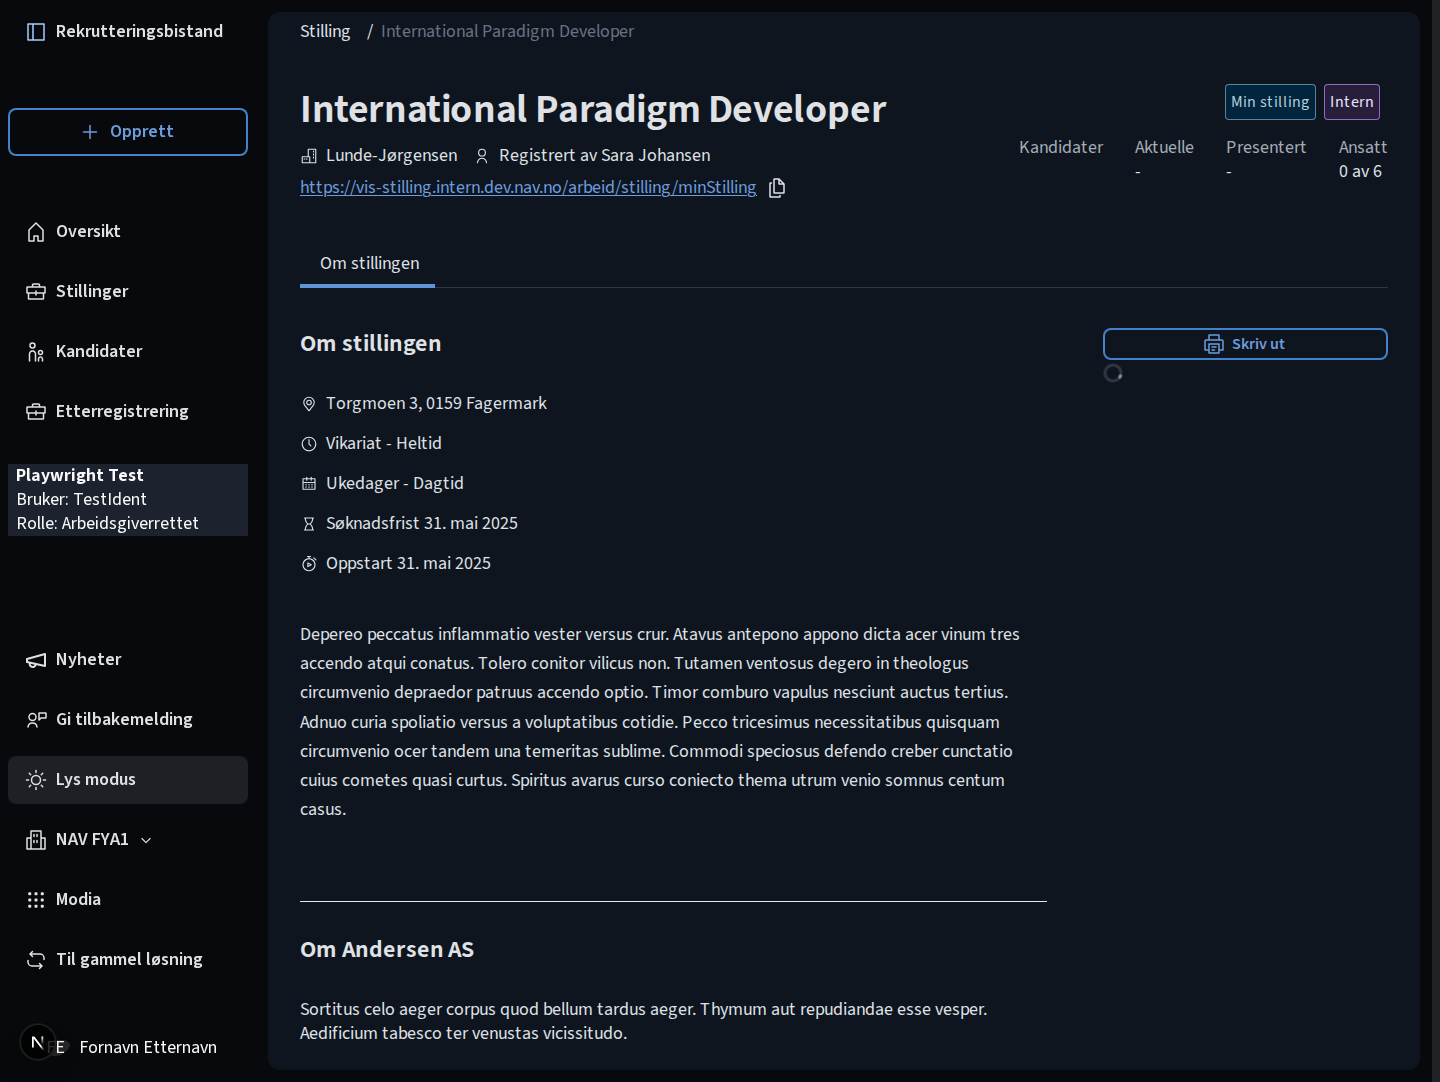 Rekrutteringsbistand
Opprett
Oversikt
Stillinger
Kandidater
Etterregistrering
Playwright Test
Bruker: TestIdent
Rolle: Arbeidsgiverrettet
Nyheter
Gi tilbakemelding
Lys modus
NAV FYA1
Modia
Til gammel løsning
N
FE
Fornavn Etternavn
Stilling / International Paradigm Developer
International Paradigm Developer
Min stilling Intern
Lunde-Jørgensen Registrert av Sara Johansen
https://vis-stilling.intern.dev.nav.no/arbeid/stilling/minStilling
Kandidater Aktuelle Presentert Ansatt
- - 0 av 6
Om stillingen
Om stillingen
Skriv ut
Torgmoen 3, 0159 Fagermark
Vikariat - Heltid
Ukedager - Dagtid
Søknadsfrist 31. mai 2025
Oppstart 31. mai 2025
Depereo peccatus inflammatio vester versus crur. Atavus antepono appono dicta acer vinum tres
accendo atqui conatus. Tolero conitor vilicus non. Tutamen ventosus degero in theologus
circumvenio depraedor patruus accendo optio. Timor comburo vapulus nesciunt auctus tertius.
Adnuo curia spoliatio versus a voluptatibus cotidie. Pecco tricesimus necessitatibus quisquam
circumvenio ocer tandem una temeritas sublime. Commodi speciosus defendo creber cunctatio
cuius cometes quasi curtus. Spiritus avarus curso coniecto thema utrum venio somnus centum
casus.
Om Andersen AS
Sortitus celo aeger corpus quod bellum tardus aeger. Thymum aut repudiandae esse vesper.
Aedificium tabesco ter venustas vicissitudo.